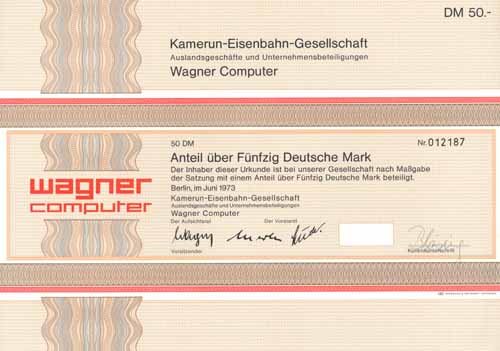 DM 50.-
Kamerun-Eisenbahn-Gesellschaft
Auslandsgeschäfte und Unternehmensbeteiligungen
Wagner Computer
50 DM
Nr. 012187
Anteil über Fünfzig Deutsche Mark
Der Inhaber dieser Urkunde ist bei unserer Gesellschaft nach Maßgabe
der Satzung mit einem Anteil über Fünfzig Deutsche Mark beteiligt.
Berlin, im Juni 1973
wagner
computer
Kamerun-Eisenbahn-Gesellschaft
Auslandsgeschäfte und Unternehmensbeteiligungen
Wagner Computer
Der Aufsichtsrat Der Vorstand
Vorsitzender
Kontrollunterschrift